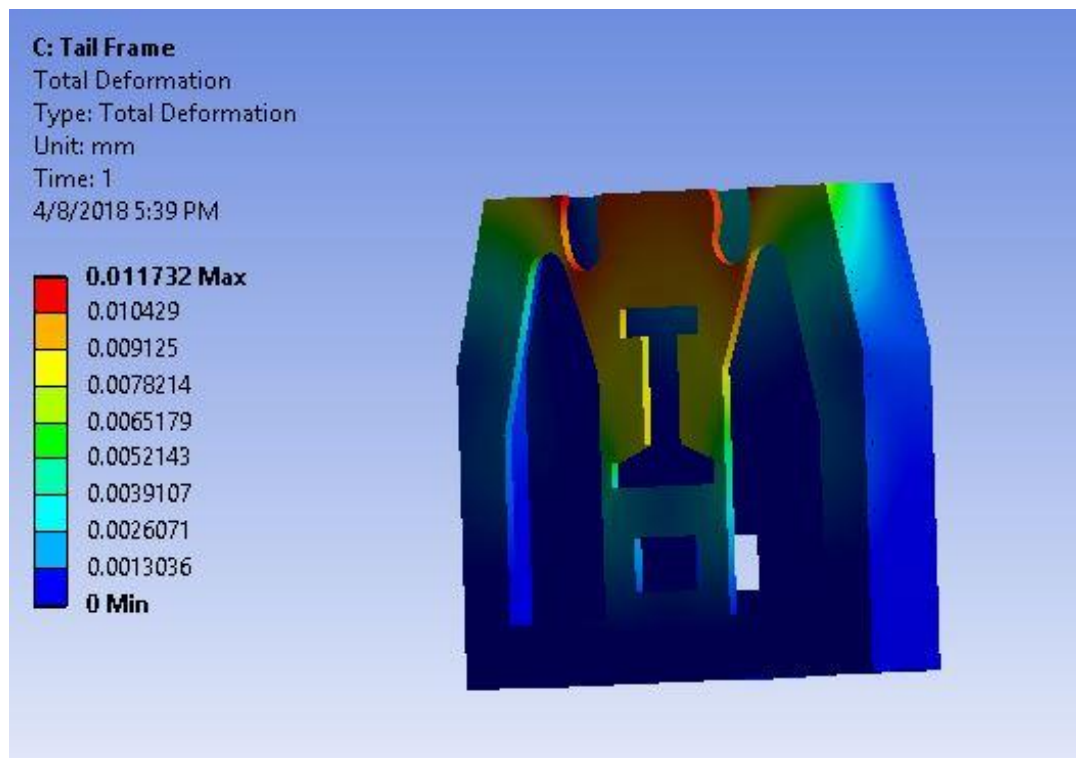 C: Tail Frame
Total Deformation
Type: Total Deformation
Unit: mm
Time: 1
4/8/2018 5:39 PM
0.011732 Max
0.010429
0.009125
0.0078214
0.0065179
0.0052143
0.0039107
0.0026071
0.0013036
0 Min